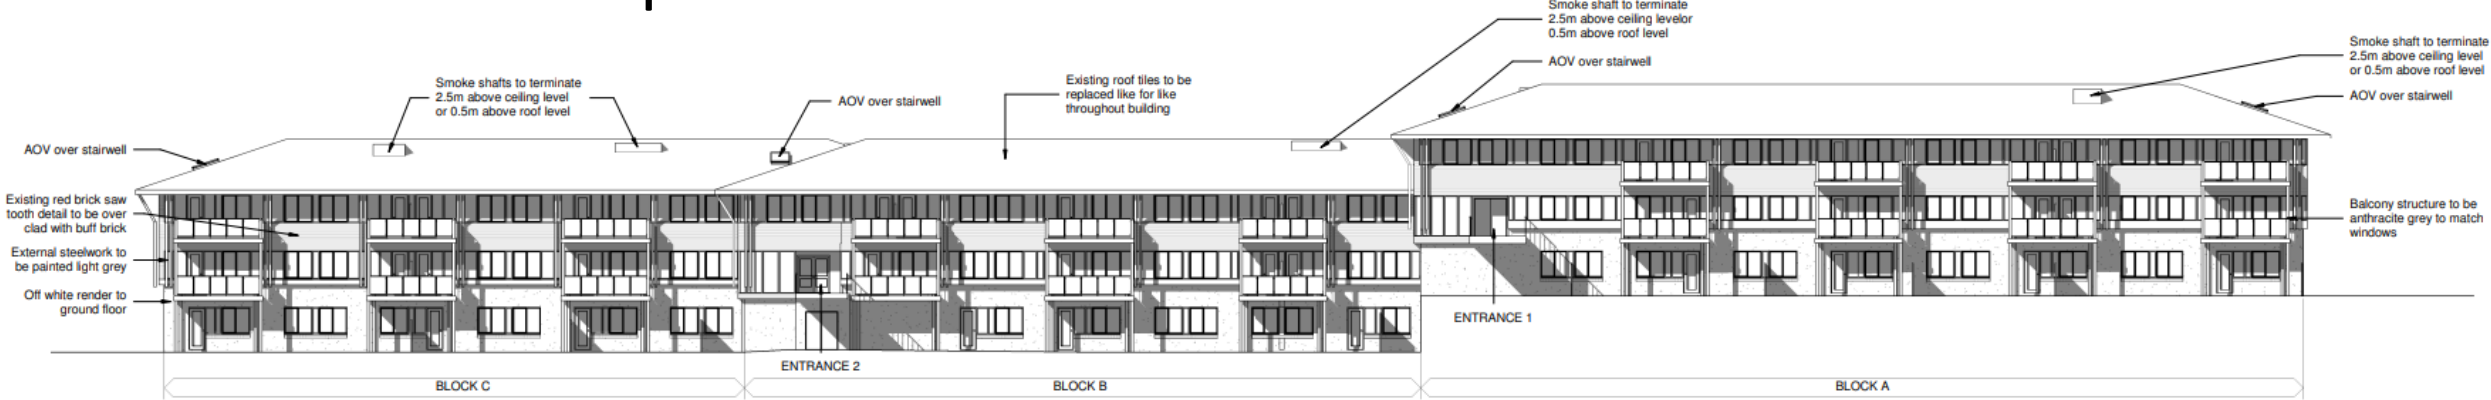 Smoke shafts to terminate
2.5m above ceiling level
or 0.5m above roof level
AOV over stairwell
Existing red brick saw
tooth detail to be over
clad with buff brick
External steelwork to
be painted light grey
Off white render to
ground floor
AOV over stairwell
Existing roof tiles to be
replaced like for like
throughout building
Smoke shaft to terminate
2.5m above ceiling levelor
0.5m above roof level
AOV over stairwell
Smoke shaft to terminate
2.5m above ceiling level
or 0.5m above roof level
AOV over stairwell
Balcony structure to be
anthracite grey to match
windows
ENTRANCE 1
ENTRANCE 2
BLOCK C
BLOCK B
BLOCK A